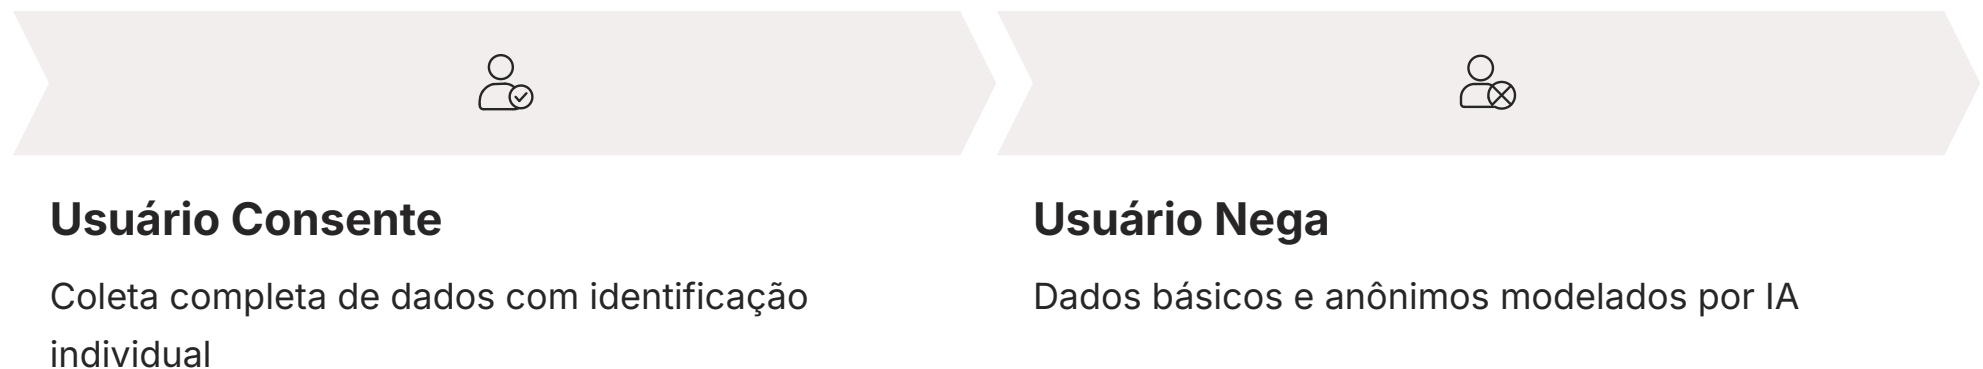 Usuário Consente
Coleta completa de dados com identificação
individual
Usuário Nega
Dados básicos e anônimos modelados por IA